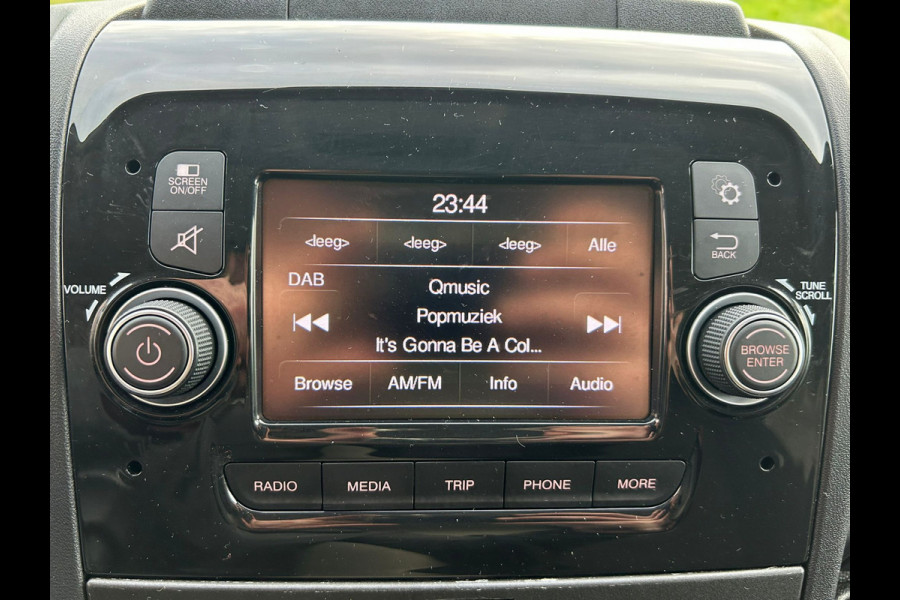 SCREEN
ON/OFF
VOLUME
23:44
<leeg> <leeg> <leeg> Alle
DAB
Qmusic
Popmuziek
It's Gonna Be A Col...
Browse AM/FM Info Audio
BACK
TUNE
SCROLL
BROWSE
ENTER
RADIO MEDIA TRIP PHONE MORE